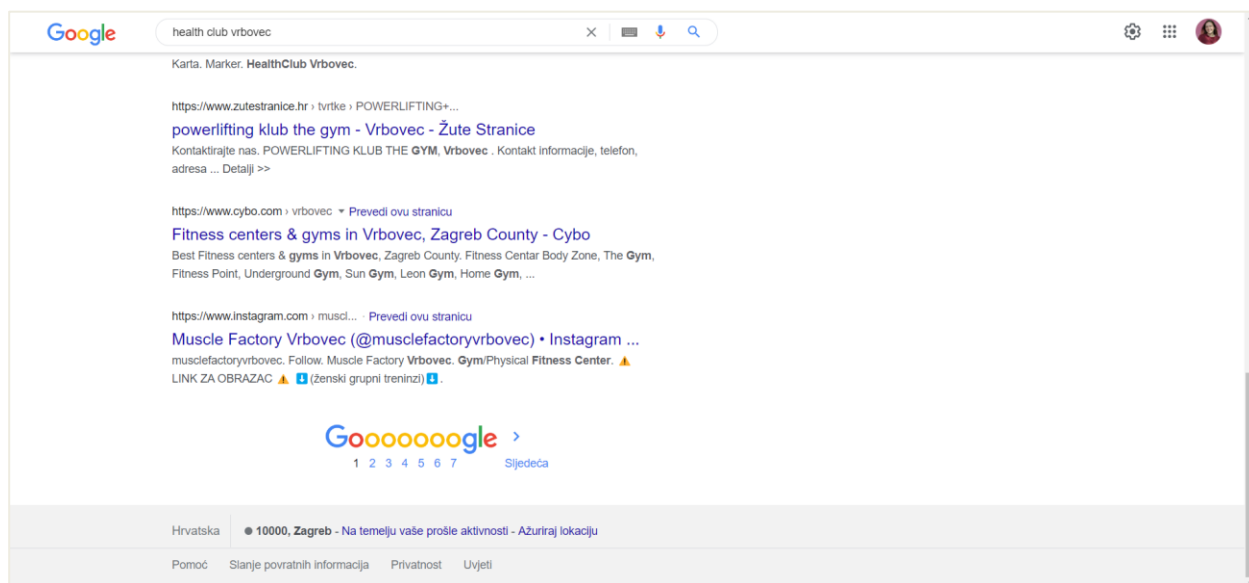 Google
health club vrbovec
Karta. Marker. HealthClub Vrbovec.
https://www.zutestranice.hr › tvrtke › POWERLIFTING+...
powerlifting klub the gym - Vrbovec - Žute Stranice
Kontaktirajte nas. POWERLIFTING KLUB THE GYM, Vrbovec . Kontakt informacije, telefon,
adresa ... Detalji >>
https://www.cybo.com › vrbovec ▾ Prevedi ovu stranicu
Fitness centers & gyms in Vrbovec, Zagreb County - Cybo
Best Fitness centers & gyms in Vrbovec, Zagreb County. Fitness Centar Body Zone, The Gym,
Fitness Point, Underground Gym, Sun Gym, Leon Gym, Home Gym, ...
https://www.instagram.com › muscl... · Prevedi ovu stranicu
Muscle Factory Vrbovec (@musclefactoryvrbovec) • Instagram ...
musclefactoryvrbovec. Follow. Muscle Factory Vrbovec. Gym/Physical Fitness Center. ⚠️
LINK ZA OBRAZAC ⚠️ ⬇️(ženski grupni treninzi)⬇️.
Goooooooogle >
1 2 3 4 5 6 7 Sljedeća
Hrvatska ● 10000, Zagreb - Na temelju vaše prošle aktivnosti - Ažuriraj lokaciju
Pomoć Slanje povratnih informacija Privatnost Uvjeti